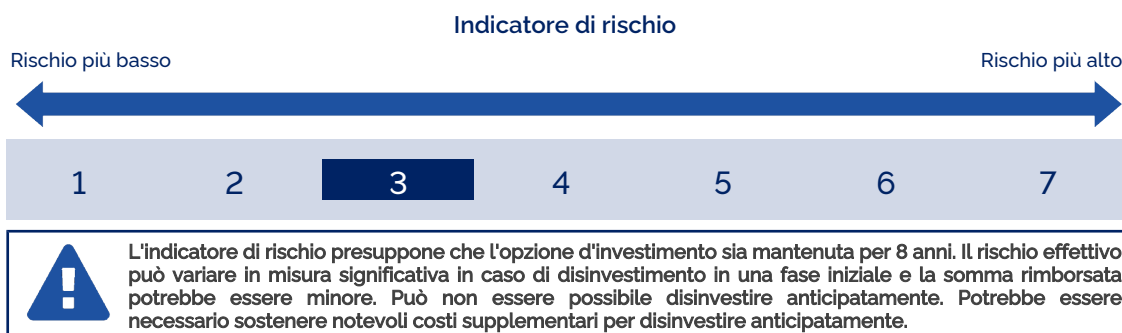 Indicatore di rischio
Rischio più basso
Rischio più alto
1 2 3 4 5 6 7
L'indicatore di rischio presuppone che l'opzione d'investimento sia mantenuta per 8 anni. Il rischio effettivo
può variare in misura significativa in caso di disinvestimento in una fase iniziale e la somma rimborsata
potrebbe essere minore. Può non essere possibile disinvestire anticipatamente. Potrebbe essere
necessario sostenere notevoli costi supplementari per disinvestire anticipatamente.